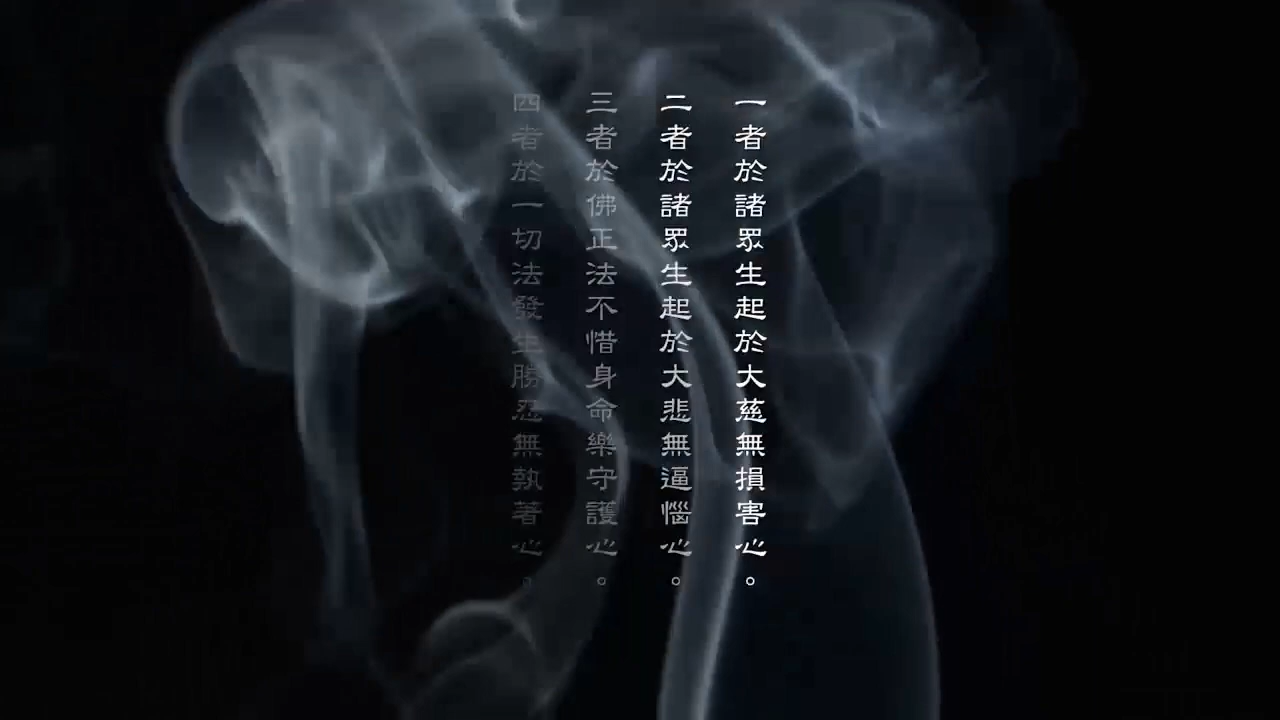 一者於諸眾生起於大慈無損害心。
二者於諸眾生起於大悲無逼惱心。
三者於佛正法不惜身命樂守護心。
四者於一切法發生勝忍無執著心。